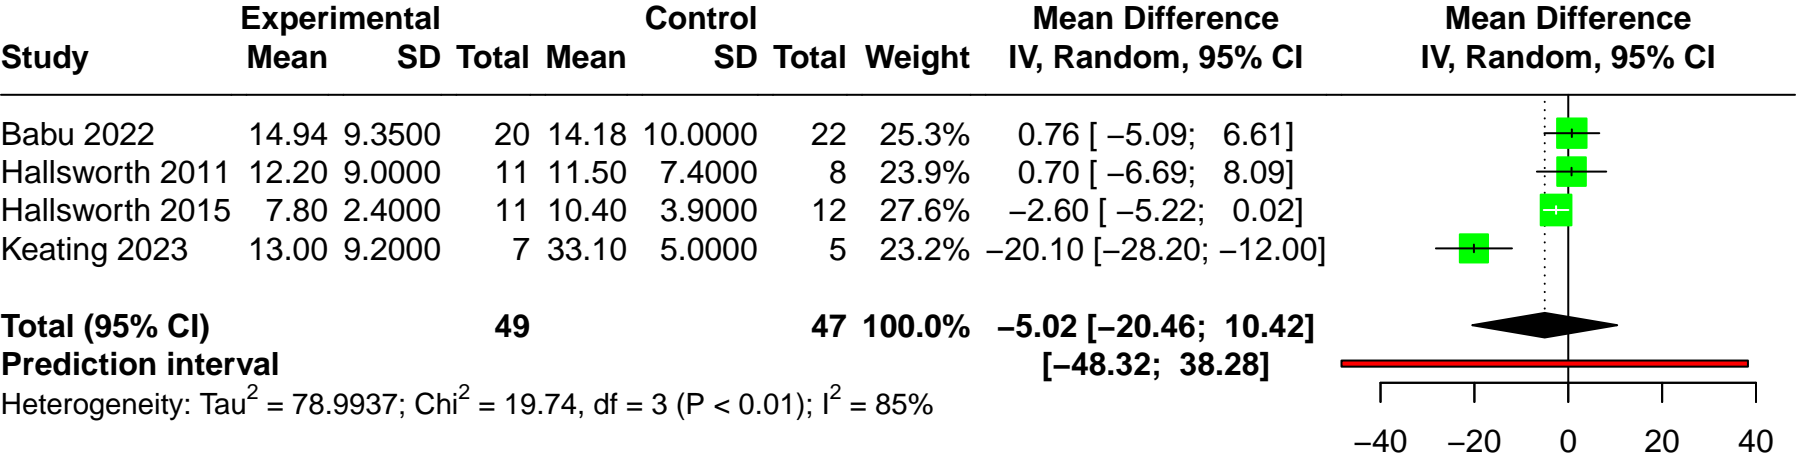 Experimental Control Mean Difference Mean Difference
Study Mean SD Total Mean SD Total Weight IV, Random, 95% CI IV, Random, 95% CI
Babu 2022 14.94 9.3500 20 14.18 10.0000 22 25.3% 0.76 [ −5.09; 6.61]
Hallsworth 2011 12.20 9.0000 11 11.50 7.4000 8 23.9% 0.70 [ −6.69; 8.09]
Hallsworth 2015 7.80 2.4000 11 10.40 3.9000 12 27.6% −2.60 [ −5.22; 0.02]
Keating 2023 13.00 9.2000 7 33.10 5.0000 5 23.2% −20.10 [−28.20; −12.00]
Total (95% CI) 49 47 100.0% −5.02 [−20.46; 10.42]
Prediction interval [−48.32; 38.28]
Heterogeneity: Tau² = 78.9937; Chi² = 19.74, df = 3 (P < 0.01); I² = 85%
−40 −20 0 20 40